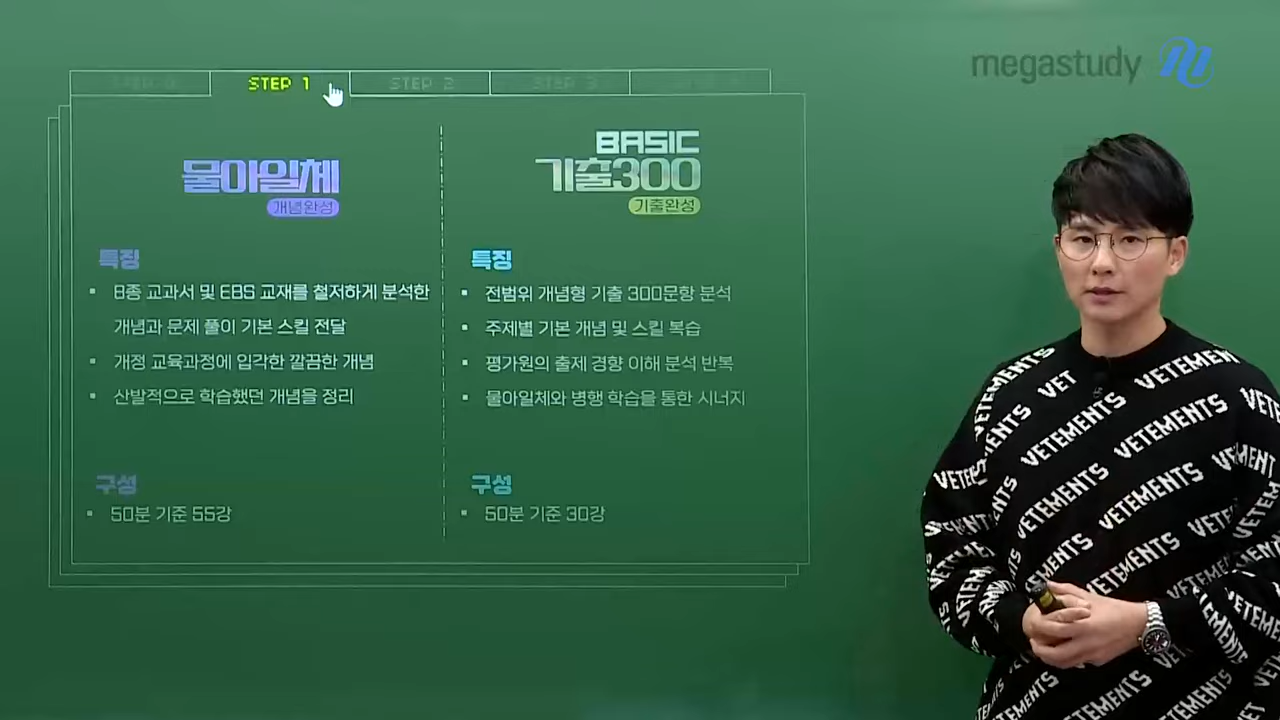 megastudy
STEP 1
STEP 2
STEP 3
물아일체
개념완성
특징
8종 교과서 및 EBS 교재를 철저하게 분석한
개념과 문제 풀이 기본 스킬 전달
개정 교육과정에 입각한 깔끔한 개념
산발적으로 학습했던 개념을 정리
구성
50분 기준 55강
BASIC
기출300
기출완성
특징
전범위 개념형 기출 300문항 분석
주제별 기본 개념 및 스킬 복습
평가원의 출제 경향 이해 분석 반복
물아일체와 병행 학습을 통한 시너지
구성
50분 기준 30강
VETEMENTS
VETEMENTS
VETEMENTS
VETEMENTS
VETEMENTS
VETEMENTS
VETEMENTS